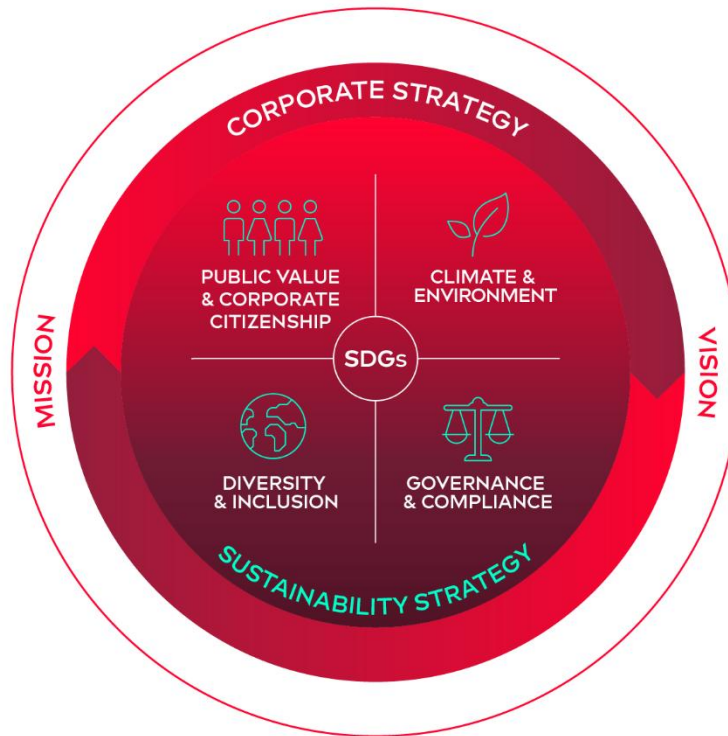 CORPORATE STRATEGY
PUBLIC VALUE
& CORPORATE
CITIZENSHIP
CLIMATE &
ENVIRONMENT
MISSION
SDGs
VISION
DIVERSITY
& INCLUSION
GOVERNANCE
& COMPLIANCE
SUSTAINABILITY STRATEGY